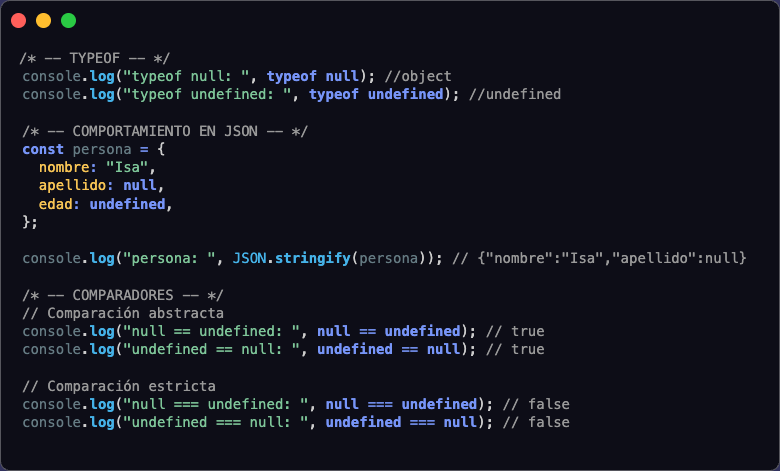 /* -- TYPEOF -- */
console.log("typeof null: ", typeof null); //object
console.log("typeof undefined: ", typeof undefined); //undefined
/* -- COMPORTAMIENTO EN JSON -- */
const persona = {
  nombre: "Isa",
  apellido: null,
  edad: undefined,
};
console.log("persona: ", JSON.stringify(persona)); // {"nombre":"Isa","apellido":null}
/* -- COMPARADORES -- */
// Comparación abstracta
console.log("null == undefined: ", null == undefined); // true
console.log("undefined == null: ", undefined == null); // true
// Comparación estricta
console.log("null === undefined: ", null === undefined); // false
console.log("undefined === null: ", undefined === null); // false